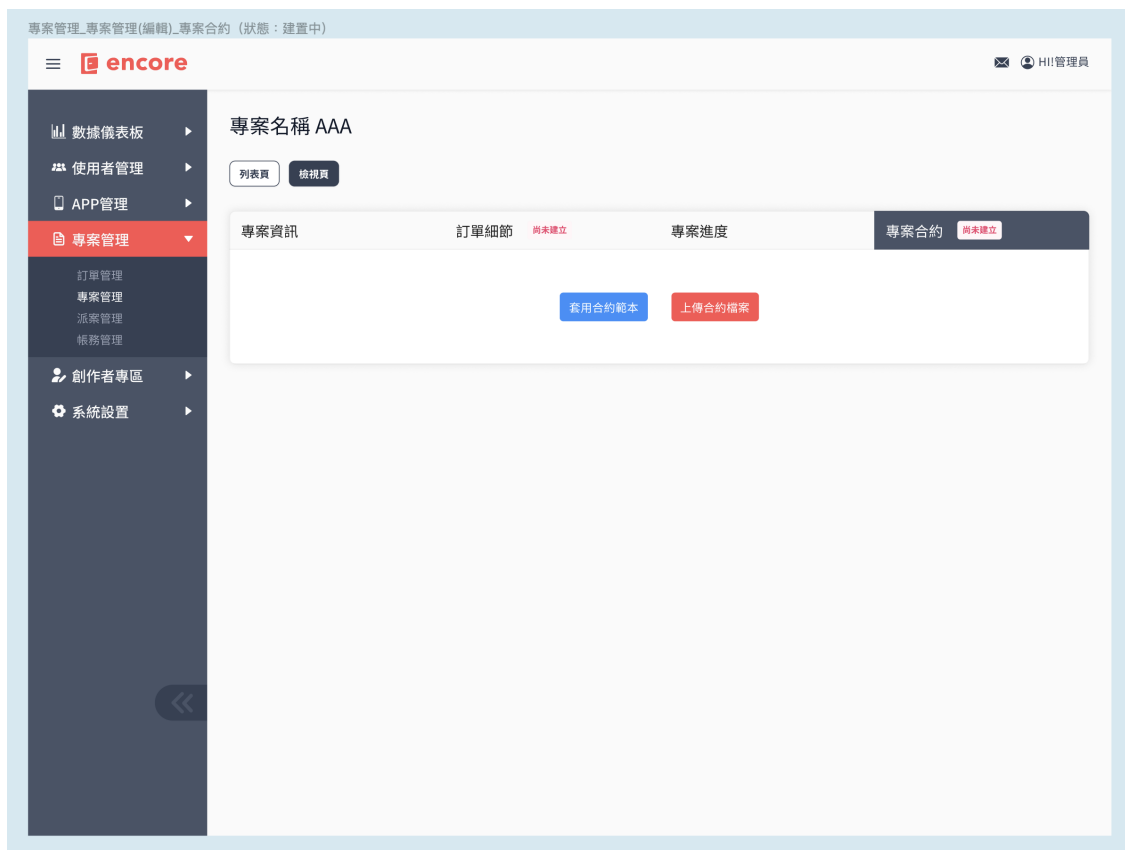 專案管理_專案管理(編輯)_專案合約（狀態：建置中）
encore
HI!管理員
數據儀表板
使用者管理
APP管理
專案管理
訂單管理
專案管理
派案管理
帳務管理
創作者專區
系統設置
專案名稱 AAA
列表頁 檢視頁
專案資訊 訂單細節 尚未建立 專案進度 專案合約 尚未建立
套用合約範本 上傳合約檔案